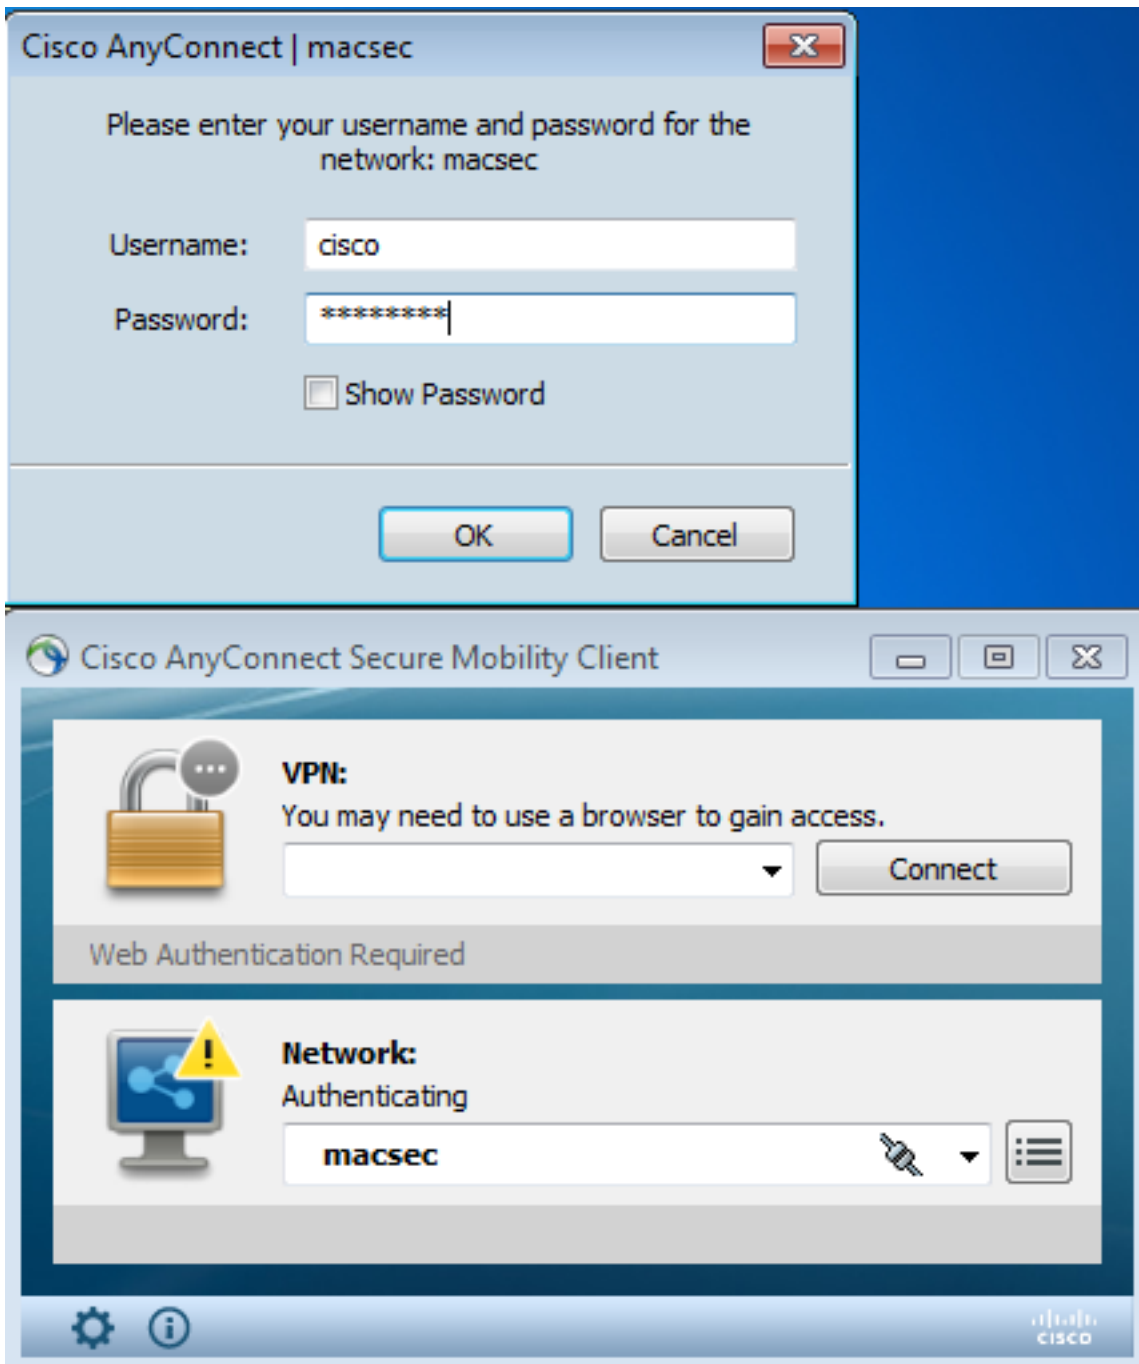 Cisco AnyConnect | macsec
Please enter your username and password for the
network: macsec
Username:
cisco
Password:
********
Show Password
OK
Cancel
Cisco AnyConnect Secure Mobility Client
VPN:
You may need to use a browser to gain access.
Connect
Web Authentication Required
Network:
Authenticating
macsec
CISCO